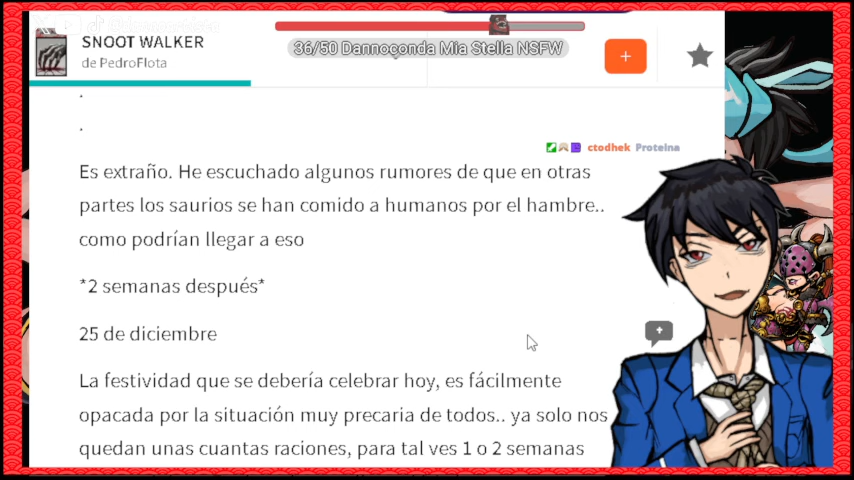 36/50 Dannoconda Mia Stella NSFW
SNOOT WALKER
de PedroFlota
ctodhek Proteina
Es extraño. He escuchado algunos rumores de que en otras
partes los saurios se han comido a humanos por el hambre..
como podrían llegar a eso
*2 semanas después*
25 de diciembre
La festividad que se debería celebrar hoy, es fácilmente
opacada por la situación muy precaria de todos.. ya solo nos
quedan unas cuantas raciones, para tal ves 1 o 2 semanas